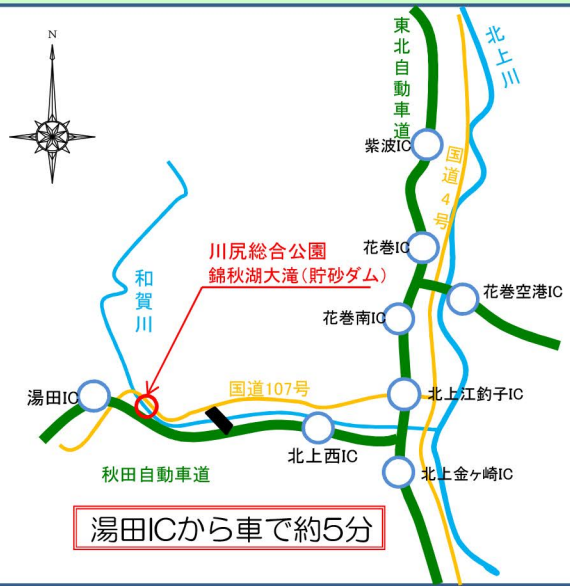 N
東北自動車道
北上川
紫波IC
国道4号
花巻IC
川尻総合公園
錦秋湖大滝(貯砂ダム)
和賀川
花巻空港IC
花巻南IC
国道107号
湯田IC
北上江釣子IC
北上西IC
秋田自動車道
北上金ヶ崎IC
湯田ICから車で約5分